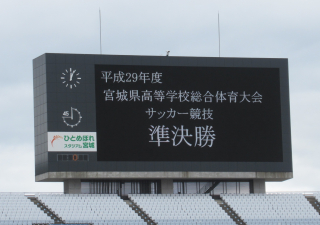 平成29年度
宮城県高等学校総合体育大会
サッカー競技
準決勝
ひとめぼれ
スタジアム宮城